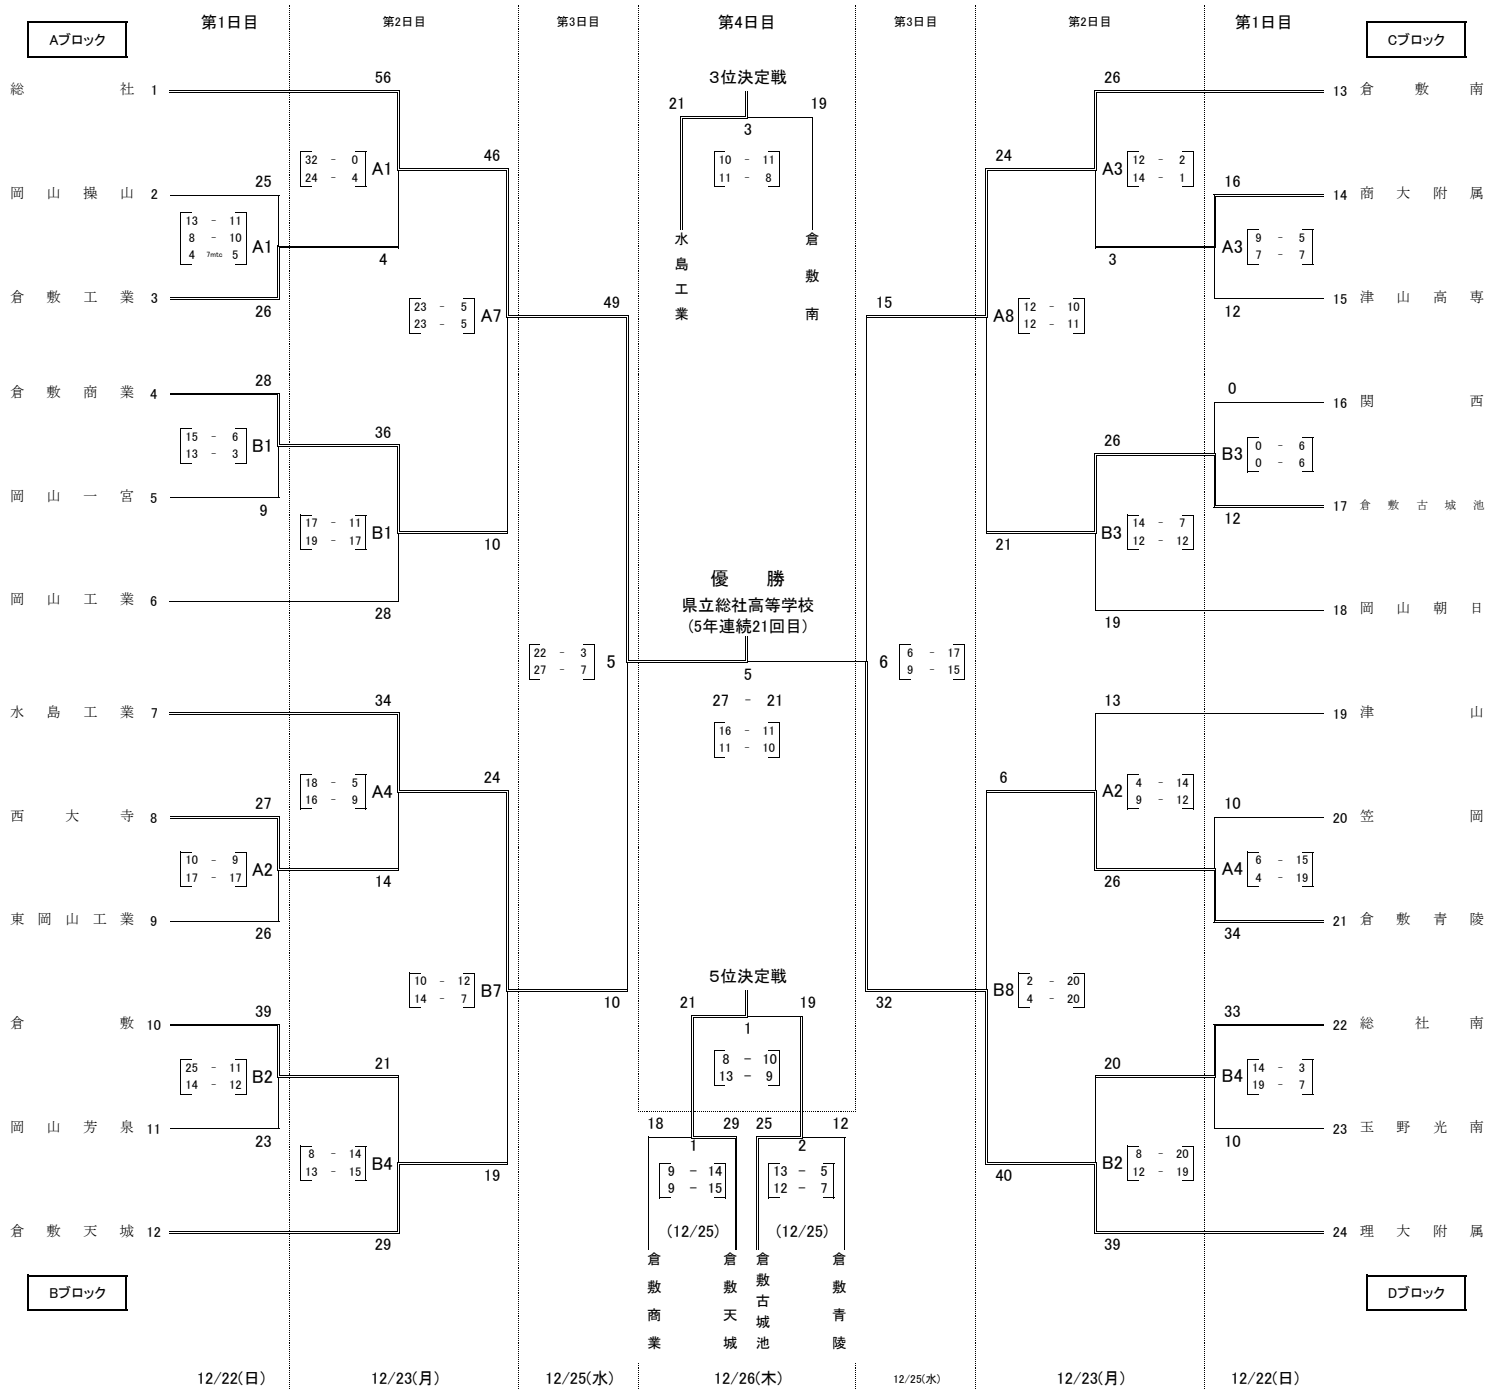 第1日目 第2日目 第3日目 第4日目 第3日目 第2日目 第1日目
Aブロック Cブロック
56 3位決定戦 26
総社 1 13 倉敷南
21 19
3
32 - 0
24 - 4
A1 46
10 - 11
11 - 8
24 A3
12 - 2
14 - 1
25 16
岡山操山 2 14 商大附属
13 - 11
8 - 10
4 7mtc 5
A1
水島工業
倉敷南
A3
9 - 5
7 - 7
4 3
倉敷工業 3 15 津山高専
26 49 15 12
23 - 5
23 - 5
A7 A8
12 - 10
12 - 11
28 0
倉敷商業 4 16 関西
15 - 6
13 - 3
B1 36 26 B3
0 - 6
0 - 6
岡山一宮 5 17 倉敷古城池
9 12
17 - 11
19 - 17
B1 10 21 B3
14 - 7
12 - 12
優勝
岡山工業 6 県立総社高等学校 18 岡山朝日
28 (5年連続21回目) 19
22 - 3
27 - 7
5 5 6
6 - 17
9 - 15
34 27 - 21 13
水島工業 7 19 津山
16 - 11
11 - 10
18 - 5
16 - 9
A4 24 6 A2
4 - 14
9 - 12
27 10
西大寺 8 20 笠岡
10 - 9
17 - 17
A2 A4
6 - 15
4 - 19
14 26
東岡山工業 9 21 倉敷青陵
26 34
5位決定戦
10 - 12
14 - 7
B7 B8
2 - 20
4 - 20
10 21 19 32
39 33
倉敷 10 1 22 総社南
25 - 11
14 - 12
B2 21
8 - 10
13 - 9
20 B4
14 - 3
19 - 7
岡山芳泉 11 23 玉野光南
23 18 29 25 12 10
8 - 14
13 - 15
B4 19 1 2 40 B2
8 - 20
12 - 19
9 - 14
9 - 15
13 - 5
12 - 7
倉敷天城 12 (12/25) (12/25) 24 理大附属
29 39
倉敷商業
倉敷天城
倉敷古城池
倉敷青陵
Bブロック Dブロック
12/22(日) 12/23(月) 12/25(水) 12/26(木) 12/25(水) 12/23(月) 12/22(日)